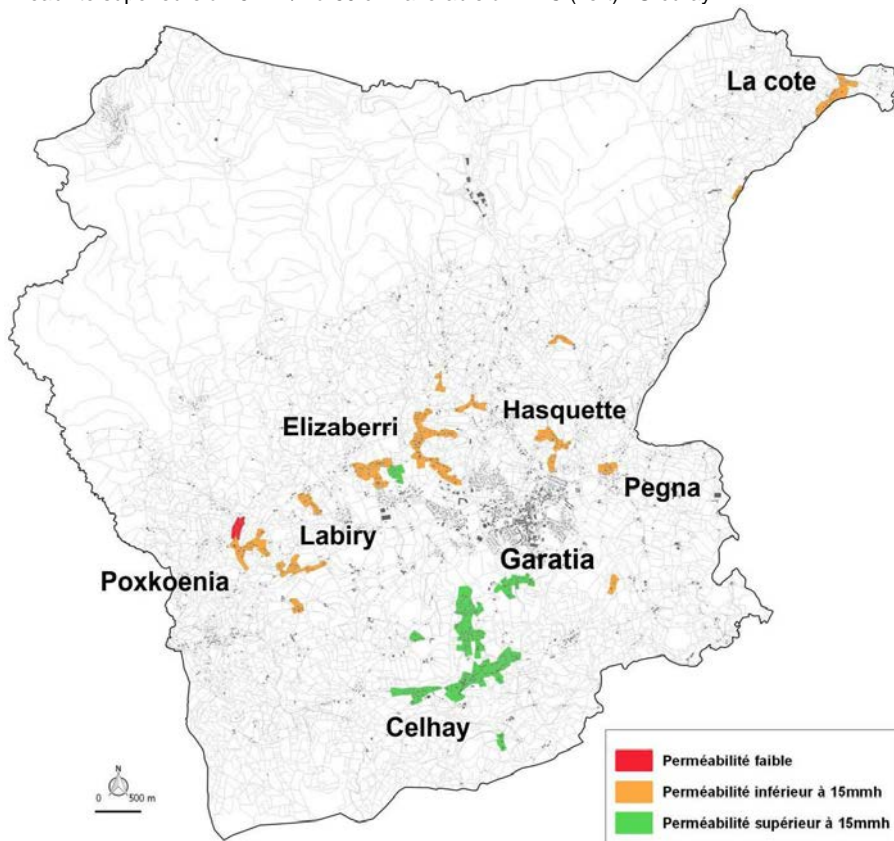 La cote
Hasquette
Elizaberri
Pegna
Labiry
Garatia
Poxkoenia
Celhay
N
0 500 m
Perméabilité faible
Perméabilité inférieur à 15mmh
Perméabilité supérieur à 15mmh